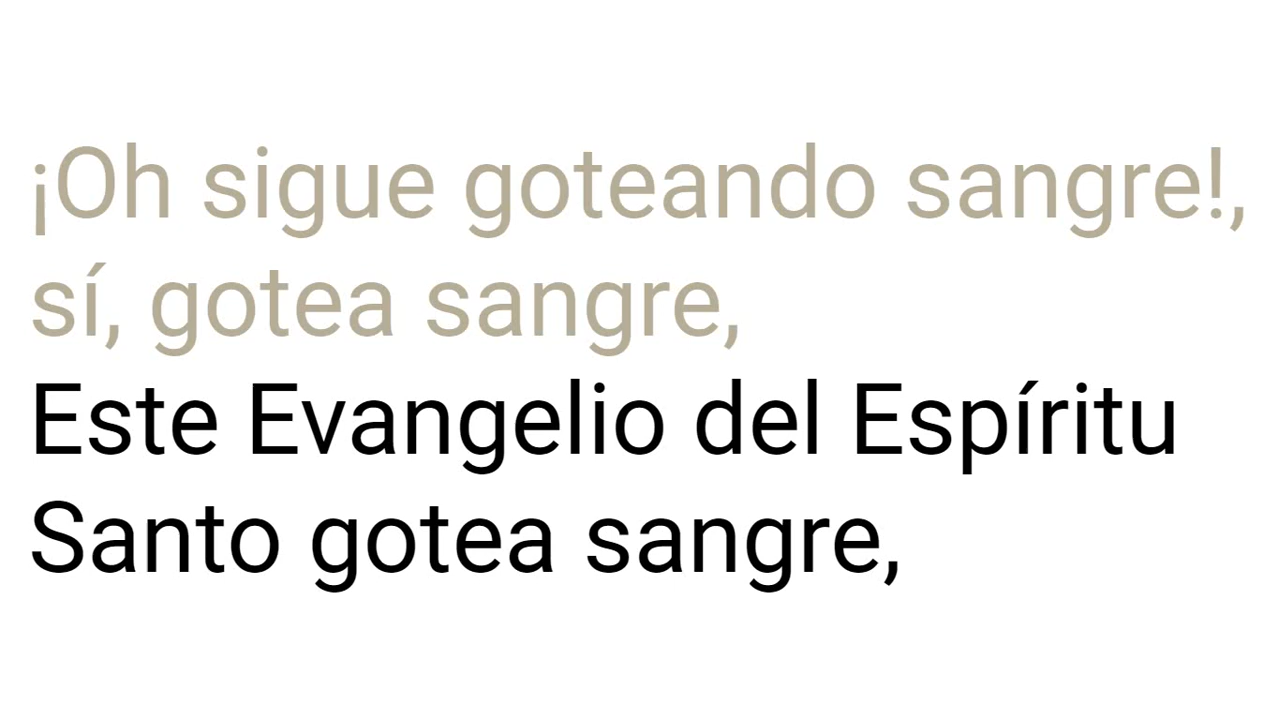 ¡Oh sigue goteando sangre!,
sí, gotea sangre,
Este Evangelio del Espíritu
Santo gotea sangre,